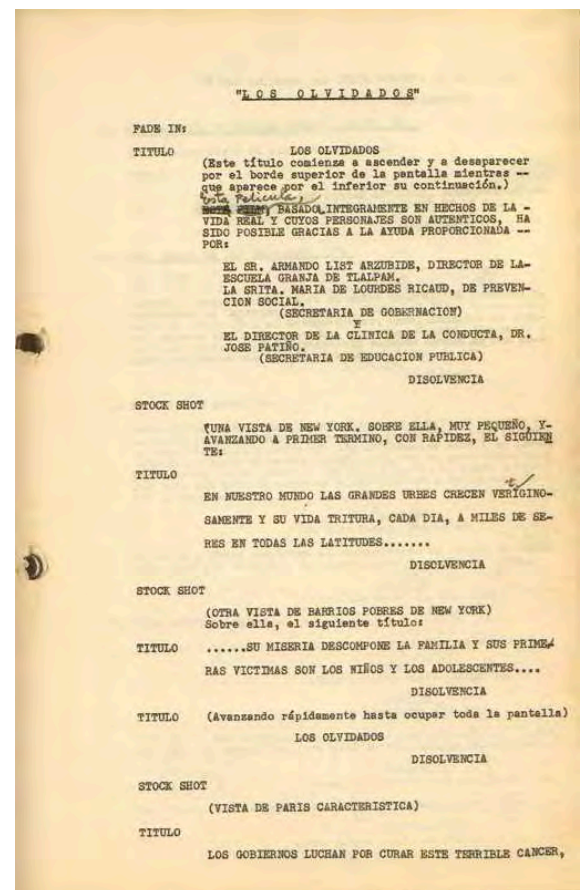 "LOS OLVIDADOS"
FADE IN:
TITULO LOS OLVIDADOS
(Este título comienza a ascender y a desaparecer
por el borde superior de la pantalla mientras --
que aparece por el inferior su continuación.)
Esta Película,
BASADO INTEGRAMENTE EN HECHOS DE LA -
VIDA REAL Y CUYOS PERSONAJES SON AUTENTICOS, HA
SIDO POSIBLE GRACIAS A LA AYUDA PROPORCIONADA --
POR:
EL SR. ARMANDO LIST ARZUBIDE, DIRECTOR DE LA-
ESCUELA GRANJA DE TLALPAM.
LA SRITA. MARIA DE LOURDES RICAUD, DE PREVEN-
CION SOCIAL.
(SECRETARIA DE GOBERNACION)
Y
EL DIRECTOR DE LA CLINICA DE LA CONDUCTA, DR.
JOSE PATIÑO.
(SECRETARIA DE EDUCACION PUBLICA)
DISOLVENCIA
STOCK SHOT
(UNA VISTA DE NEW YORK. SOBRE ELLA, MUY PEQUEÑO, Y-
AVANZANDO A PRIMER TERMINO, CON RAPIDEZ, EL SIGUIEN
TE:
TITULO
t
EN NUESTRO MUNDO LAS GRANDES URBES CRECEN VERIGINO-
SAMENTE Y SU VIDA TRITURA, CADA DIA, A MILES DE SE-
RES EN TODAS LAS LATITUDES.......
DISOLVENCIA
STOCK SHOT
(OTRA VISTA DE BARRIOS POBRES DE NEW YORK)
Sobre ella, el siguiente título:
TITULO ......SU MISERIA DESCOMPONE LA FAMILIA Y SUS PRIME-
RAS VICTIMAS SON LOS NIÑOS Y LOS ADOLESCENTES....
DISOLVENCIA
TITULO (Avanzando rápidamente hasta ocupar toda la pantalla)
LOS OLVIDADOS
DISOLVENCIA
STOCK SHOT
(VISTA DE PARIS CARACTERISTICA)
TITULO
LOS GOBIERNOS LUCHAN POR CURAR ESTE TERRIBLE CANCER,